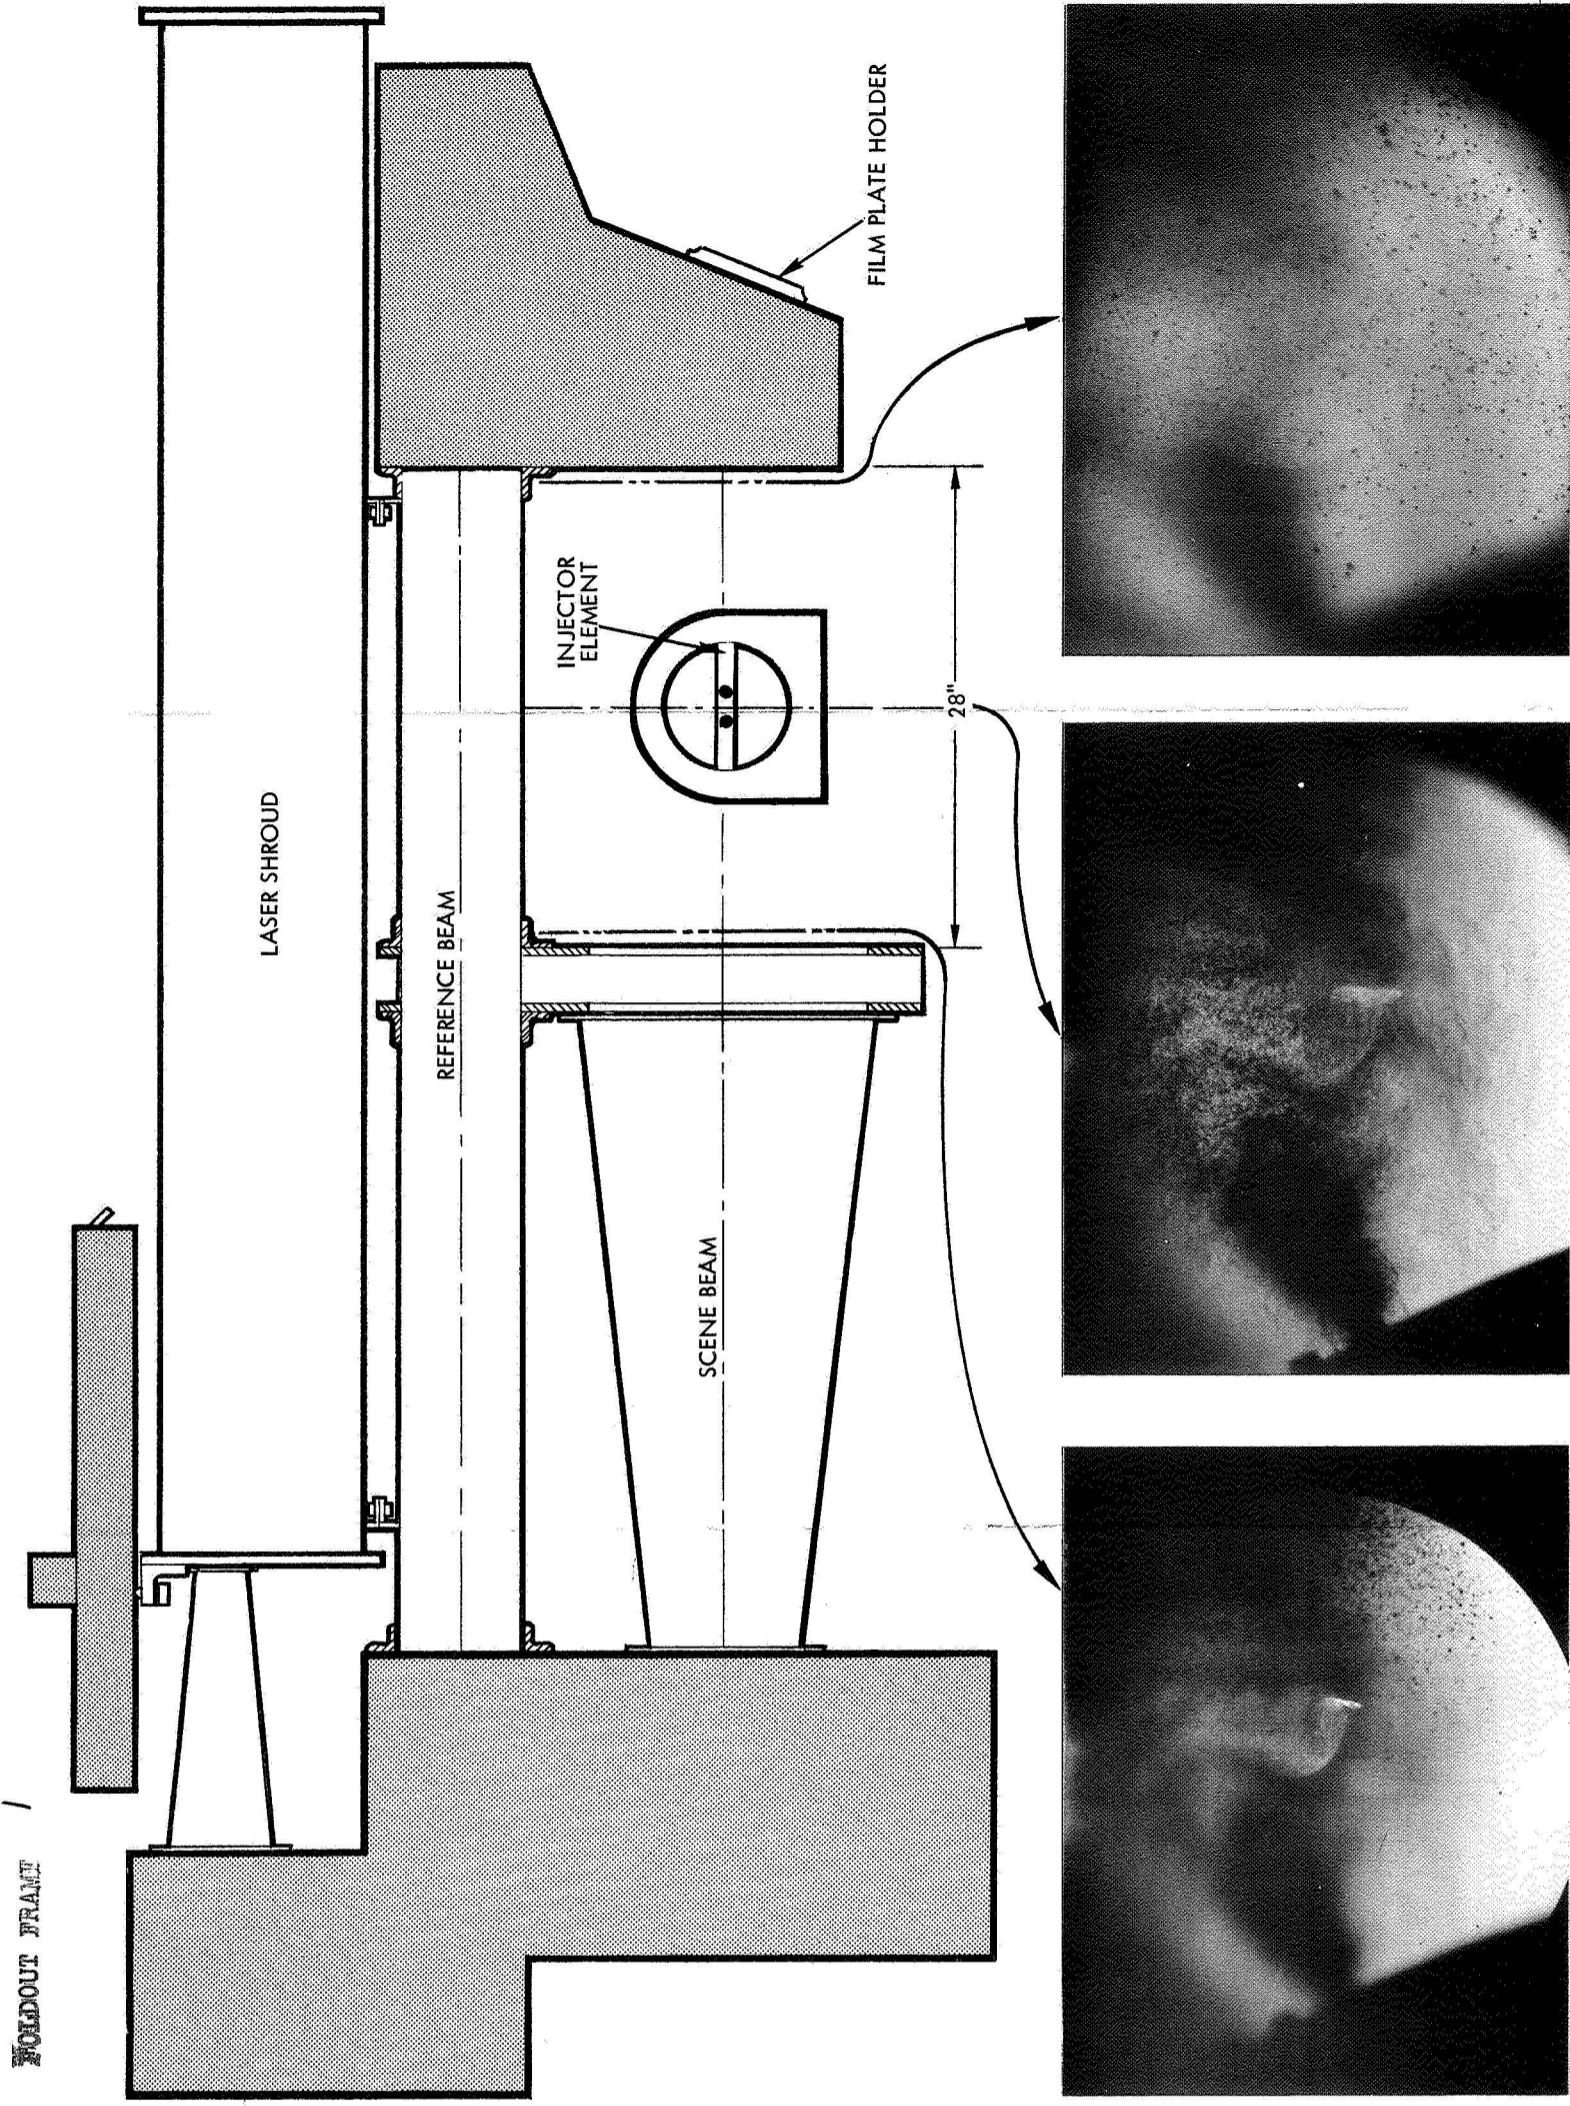 FOLDOUT FRAME /
LASER SHROUD
REFERENCE BEAM
SCENE BEAM
INJECTOR
ELEMENT
28"
FILM PLATE HOLDER